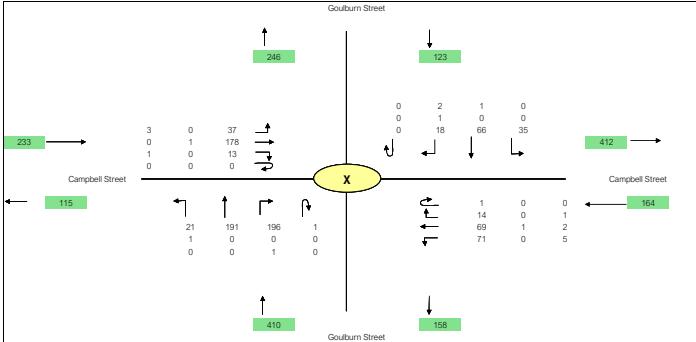 Goulburn Street
246 123
0 2 1 0
0 1 0 0
3 0 37 0 18 66 35
233 0 1 178 412
1 0 13
0 0 0
Campbell Street X Campbell Street
115 1 0 0 164
14 0 1
21 191 196 1 69 1 2
1 0 0 0 71 0 5
0 0 1 0
410 158
Goulburn Street